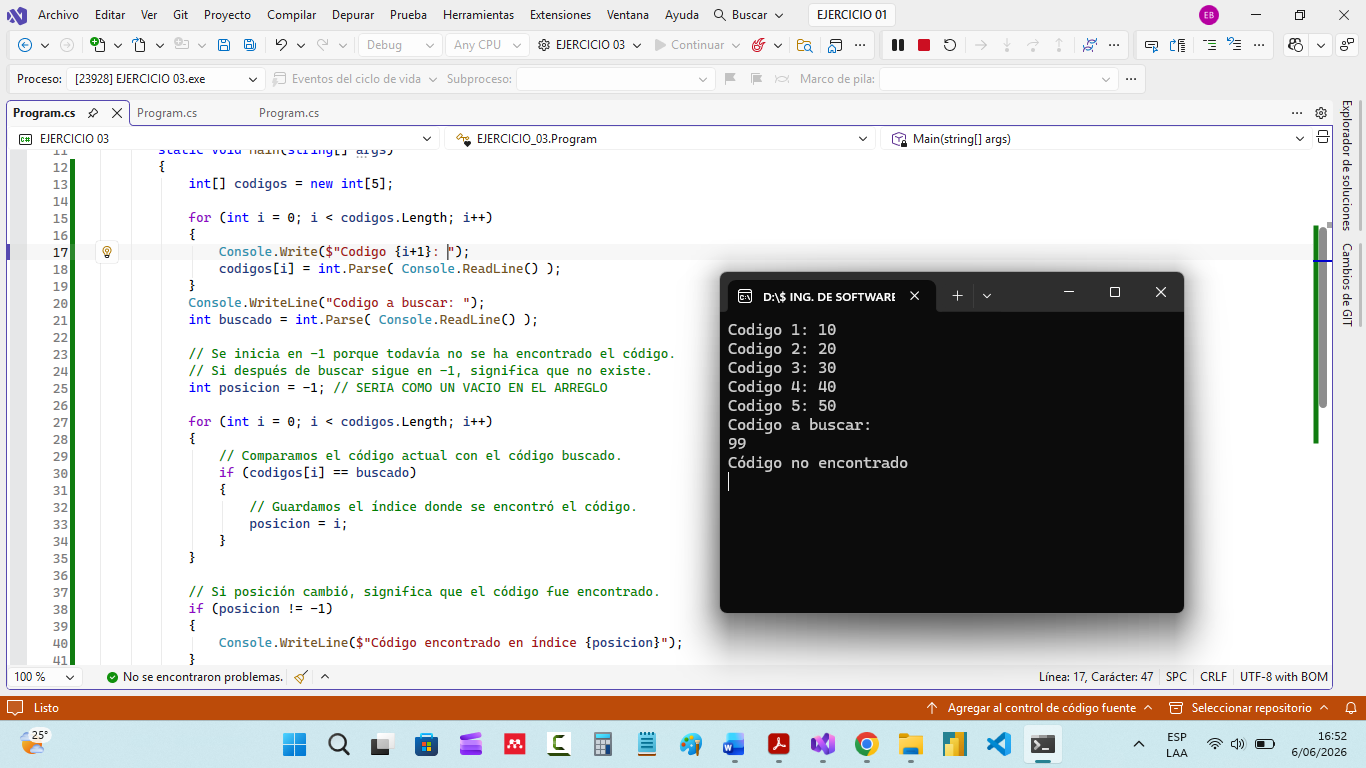 Archivo Editar Ver Git Proyecto Compilar Depurar Prueba Herramientas Extensiones Ventana Ayuda Buscar EJERCICIO 01 EB
Debug Any CPU EJERCICIO 03 Continuar
Proceso: [23928] EJERCICIO 03.exe Eventos del ciclo de vida Subproceso: Marco de pila:
Program.cs Program.cs Program.cs
EJERCICIO 03 EJERCICIO_03.Program Main(string[] args)
11 static void Main(string[] args)
12 {
13 int[] codigos = new int[5];
14
15 for (int i = 0; i < codigos.Length; i++)
16 {
17 Console.Write($"Codigo {i+1}: ");
18 codigos[i] = int.Parse( Console.ReadLine() );
19 }
20 Console.WriteLine("Codigo a buscar: ");
21 int buscado = int.Parse( Console.ReadLine() );
22
23 // Se inicia en -1 porque todavía no se ha encontrado el código.
24 // Si después de buscar sigue en -1, significa que no existe.
25 int posicion = -1; // SERIA COMO UN VACIO EN EL ARREGLO
26
27 for (int i = 0; i < codigos.Length; i++)
28 {
29 // Comparamos el código actual con el código buscado.
30 if (codigos[i] == buscado)
31 {
32 // Guardamos el índice donde se encontró el código.
33 posicion = i;
34 }
35 }
36
37 // Si posición cambió, significa que el código fue encontrado.
38 if (posicion != -1)
39 {
40 Console.WriteLine($"Código encontrado en índice {posicion}");
41 }
D:\$ ING. DE SOFTWARE
Codigo 1: 10
Codigo 2: 20
Codigo 3: 30
Codigo 4: 40
Codigo 5: 50
Codigo a buscar:
99
Código no encontrado
Explorador de soluciones
Cambios de GIT
100 % No se encontraron problemas. Línea: 17, Carácter: 47 SPC CRLF UTF-8 with BOM
Listo Agregar al control de código fuente Seleccionar repositorio
25° ESP LAA 16:52 6/06/2026